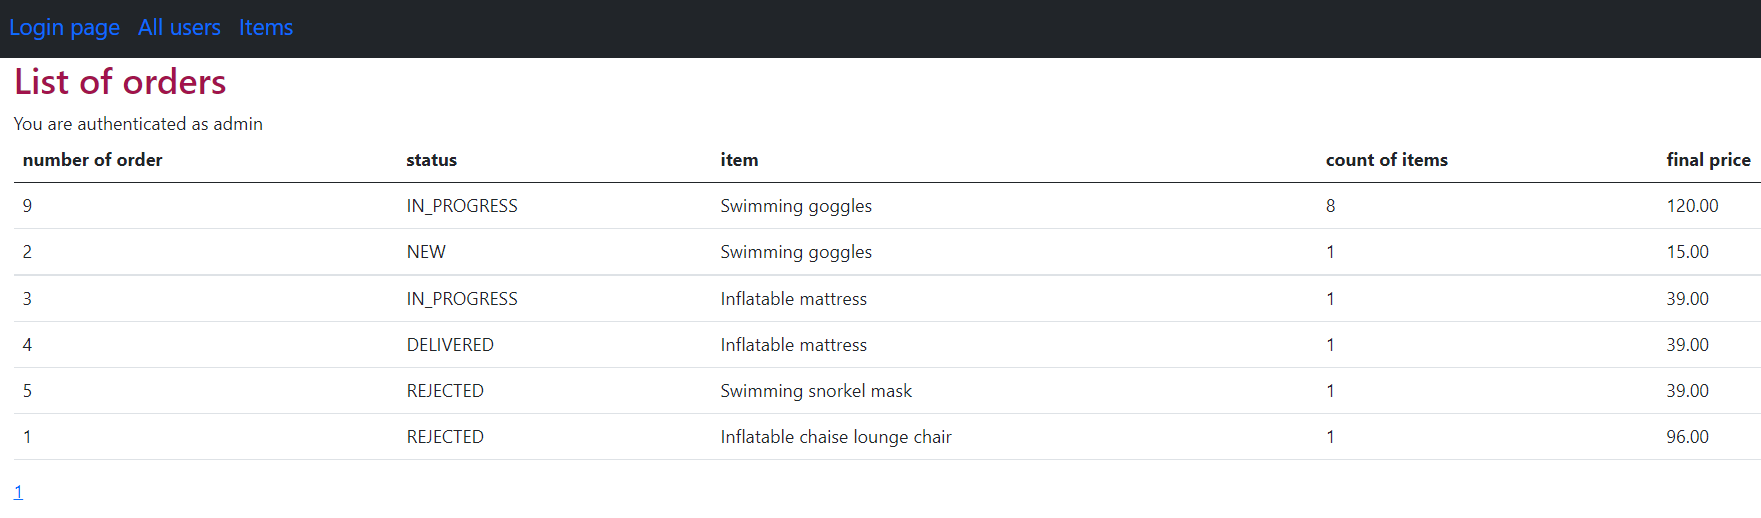 Login page All users Items
List of orders
You are authenticated as admin
number of order status item count of items final price
9 IN_PROGRESS Swimming goggles 8 120.00
2 NEW Swimming goggles 1 15.00
3 IN_PROGRESS Inflatable mattress 1 39.00
4 DELIVERED Inflatable mattress 1 39.00
5 REJECTED Swimming snorkel mask 1 39.00
1 REJECTED Inflatable chaise lounge chair 1 96.00
1